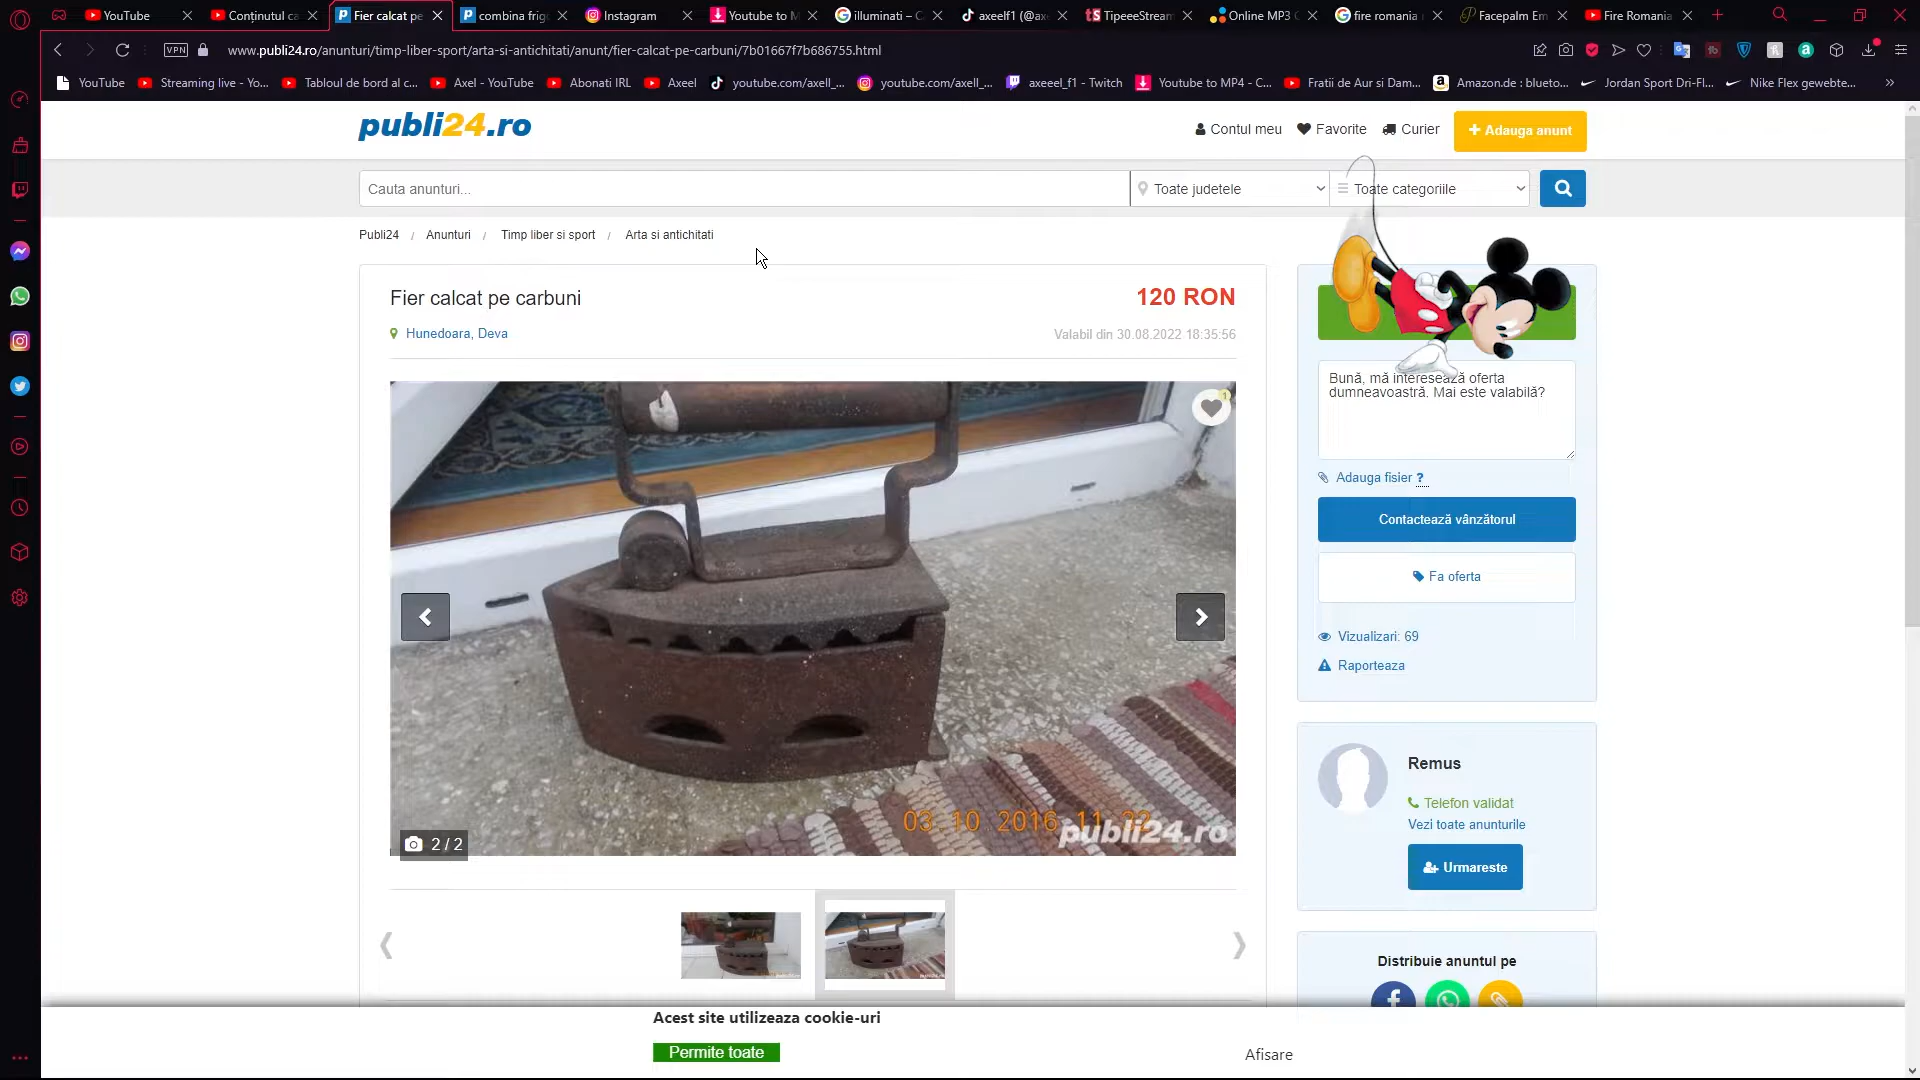 YouTube
Conținutul ca
Fier calcat pe
combina frigo
Instagram
Youtube to M
illuminati – C
axeelf1 (@ax
TipeeeStream
Online MP3 C
fire romania
Facepalm Em
Fire Romania
VPN
www.publi24.ro/anunturi/timp-liber-sport/arta-si-antichitati/anunt/fier-calcat-pe-carbuni/7b01667f7b686755.html
YouTube
Streaming live - Yo...
Tabloul de bord al c...
Axel - YouTube
Abonati IRL
Axeel
youtube.com/axell_...
youtube.com/axell_...
axeeel_f1 - Twitch
Youtube to MP4 - C...
Fratii de Aur si Dam...
Amazon.de : blueto...
Jordan Sport Dri-Fl...
Nike Flex gewebte...
publi24.ro
Contul meu
Favorite
Curier
+ Adauga anunt
Cauta anunturi...
Toate judetele
Toate categoriile
Publi24 / Anunturi / Timp liber si sport / Arta si antichitati
Fier calcat pe carbuni
120 RON
Hunedoara, Deva
Valabil din 30.08.2022 18:35:56
1
03.10.2016 11:32
publi24.ro
2 / 2
Bună, mă interesează oferta
dumneavoastră. Mai este valabilă?
Adauga fisier ?
Contactează vânzătorul
Fa oferta
Vizualizari: 69
Raporteaza
Remus
Telefon validat
Vezi toate anunturile
Urmareste
Distribuie anuntul pe
Acest site utilizeaza cookie-uri
Permite toate
Afisare